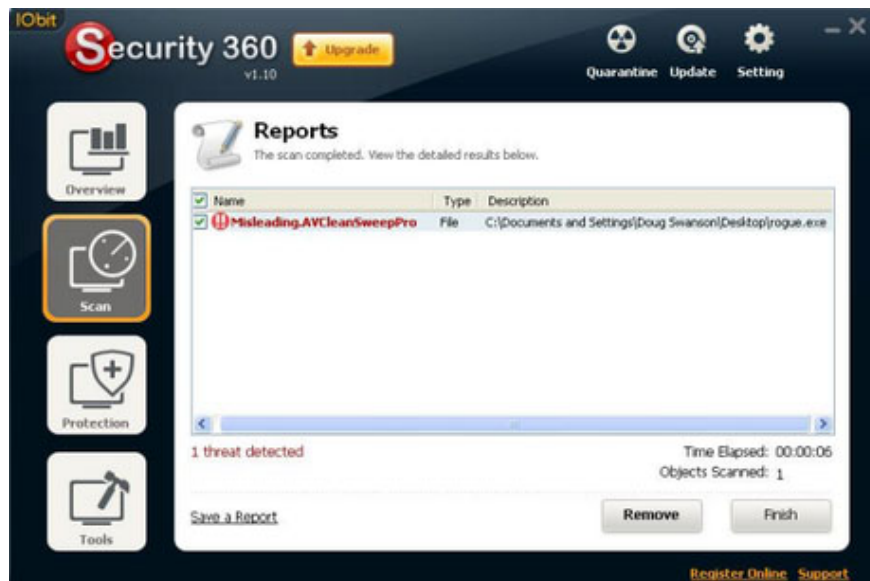 IObit
Security 360
v1.10
Upgrade
Quarantine Update Setting
Overview
Scan
Protection
Tools
Reports
The scan completed. View the detailed results below.
Name Type Description
Misleading.AVCleanSweepPro File C:\Documents and Settings\Doug Swanson\Desktop\rogue.exe
1 threat detected
Time Elapsed: 00:00:06
Objects Scanned: 1
Save a Report
Remove
Finish
Register Online Support